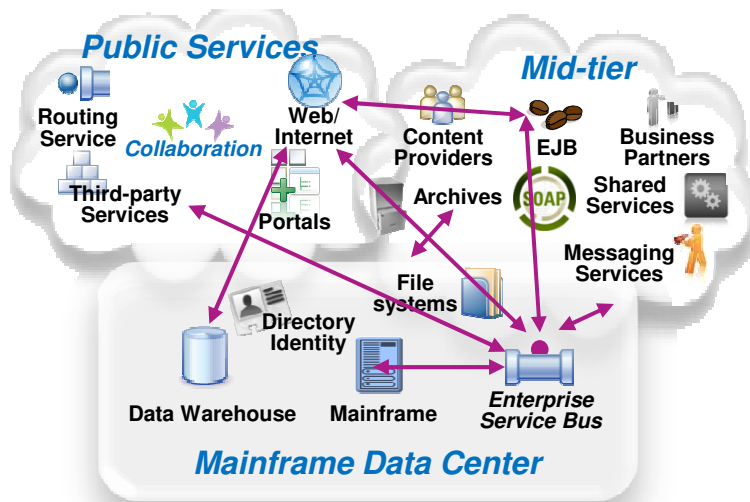 Public Services
Mid-tier
Routing
Service
Collaboration
Web/
Internet
Third-party
Services
Portals
Content
Providers
EJB
Business
Partners
Archives
SOAP
Shared
Services
Messaging
Services
File
systems
Directory
Identity
Data Warehouse
Mainframe
Enterprise
Service Bus
Mainframe Data Center